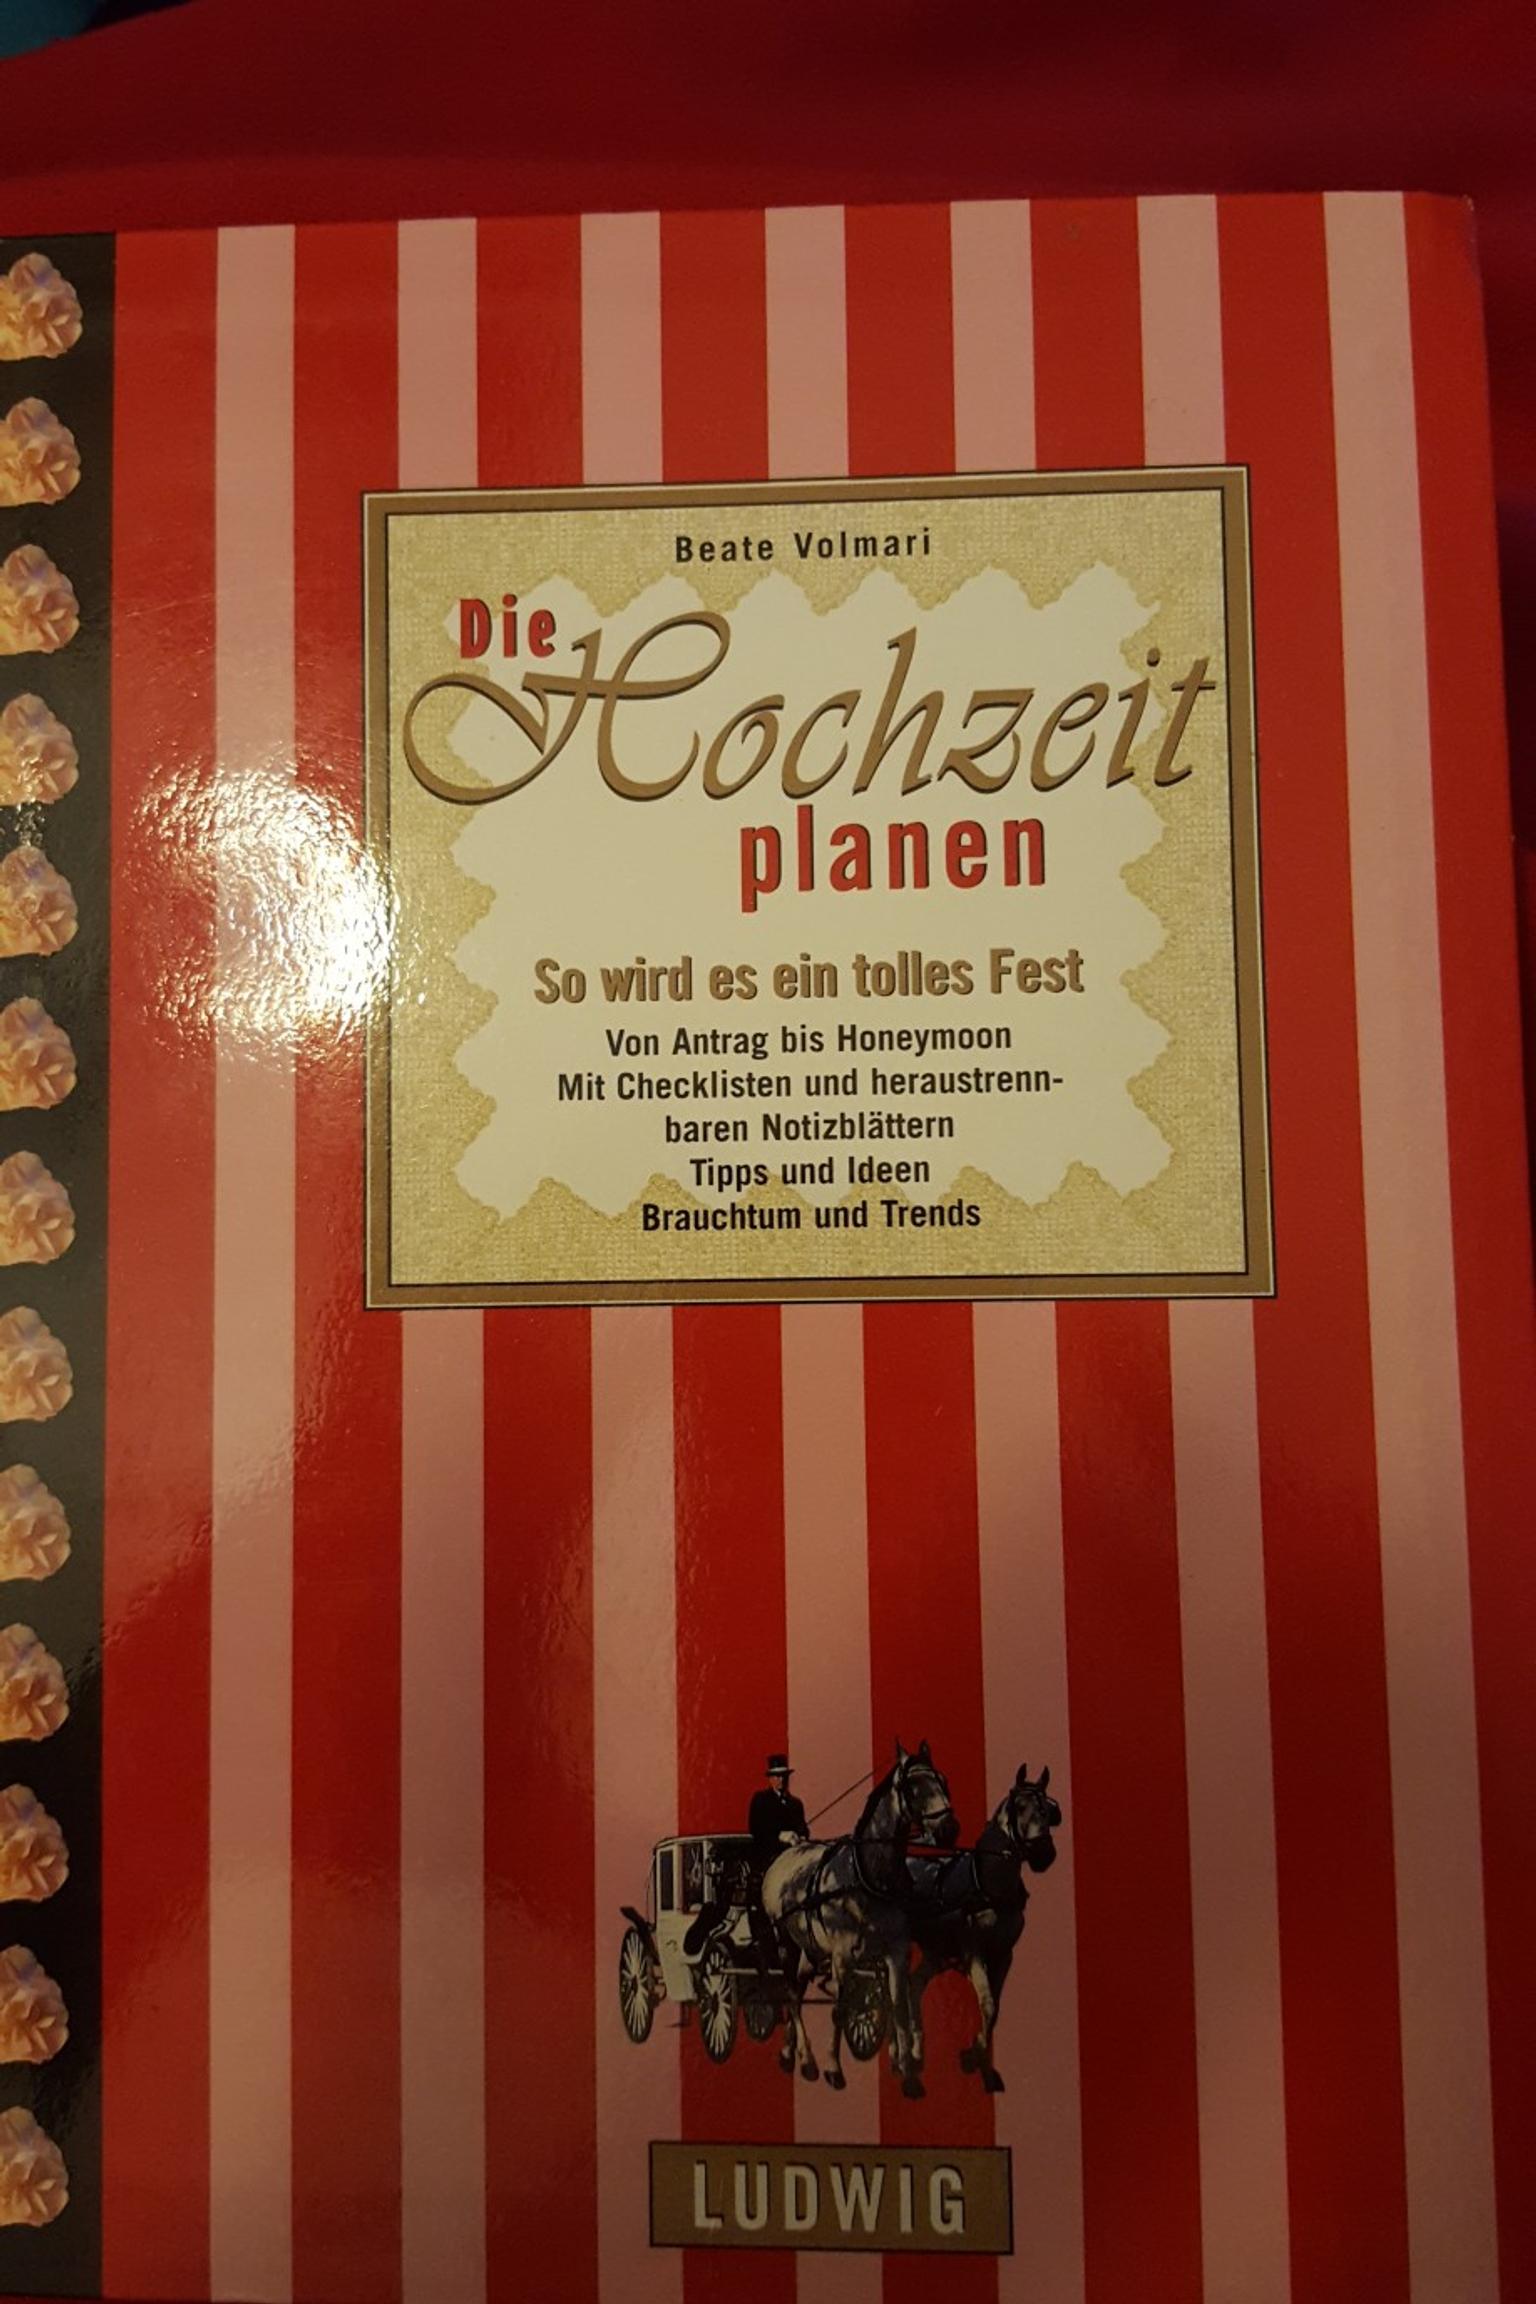 Beate Volmari
Die
Hochzeit
planen
So wird es ein tolles Fest
Von Antrag bis Honeymoon
Mit Checklisten und heraustrenn-
baren Notizblättern
Tipps und Ideen
Brauchtum und Trends
LUDWIG